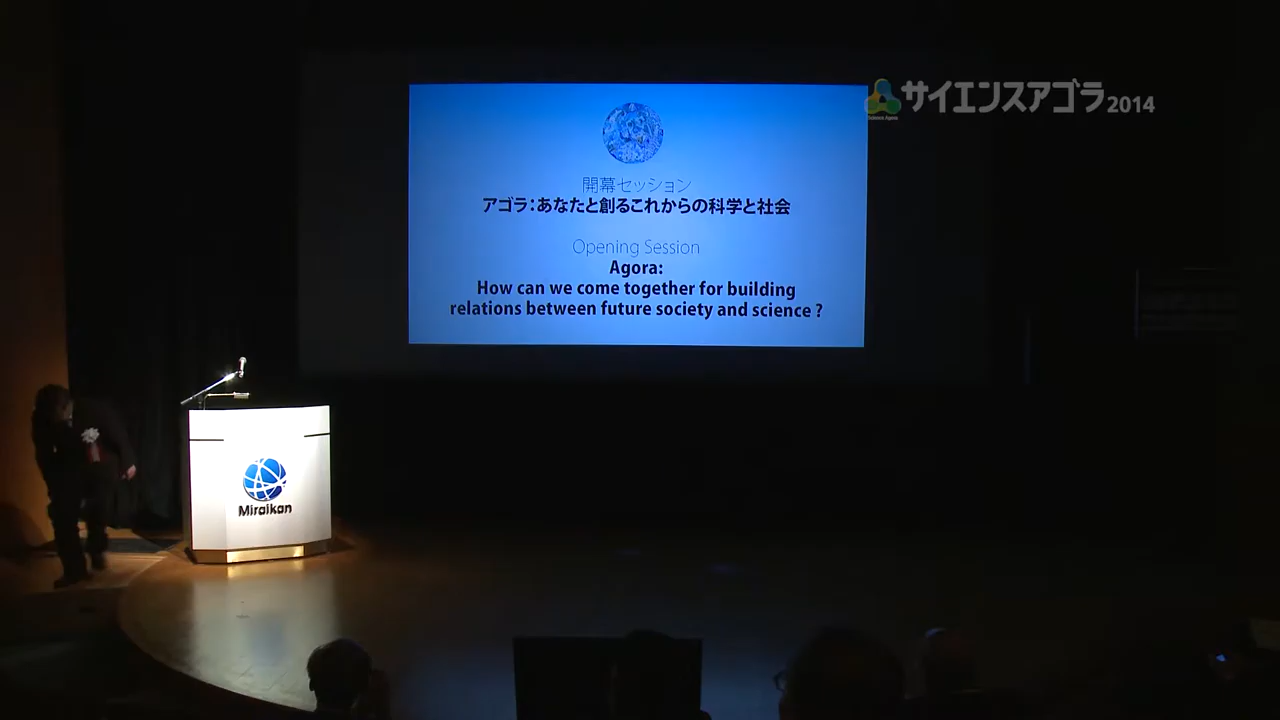 サイエンスアゴラ2014
Science Agora
開幕セッション
アゴラ：あなたと創るこれからの科学と社会
Opening Session
Agora:
How can we come together for building
relations between future society and science ?
Miraikan